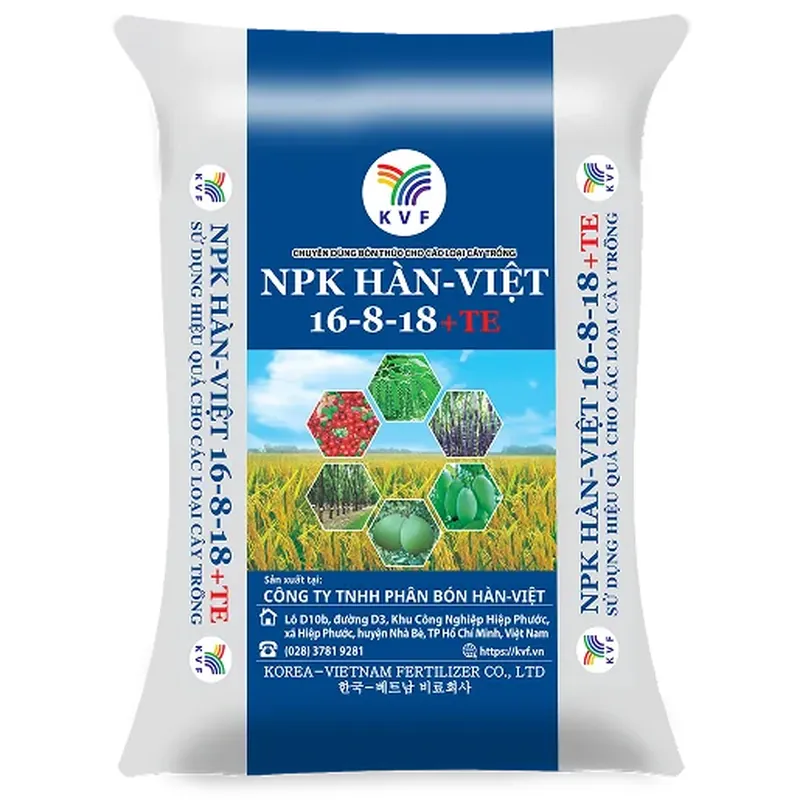 KVF
CHUYÊN DÙNG BÓN THÚC CHO CÁC LOẠI CÂY TRỒNG
NPK HÀN-VIỆT
16-8-18+TE
Sản xuất tại:
CÔNG TY TNHH PHÂN BÓN HÀN-VIỆT
Lô D10b, đường D3, Khu Công Nghiệp Hiệp Phước,
xã Hiệp Phước, huyện Nhà Bè, TP Hồ Chí Minh, Việt Nam
(028) 3781 9281
https://kvf.vn
KOREA-VIETNAM FERTILIZER CO., LTD
한국-베트남 비료회사
KVF
NPK HÀN-VIỆT 16-8-18+TE
SỬ DỤNG HIỆU QUẢ CHO CÁC LOẠI CÂY TRỒNG
KVF
KVF
NPK HÀN-VIỆT 16-8-18+TE
SỬ DỤNG HIỆU QUẢ CHO CÁC LOẠI CÂY TRỒNG
KVF